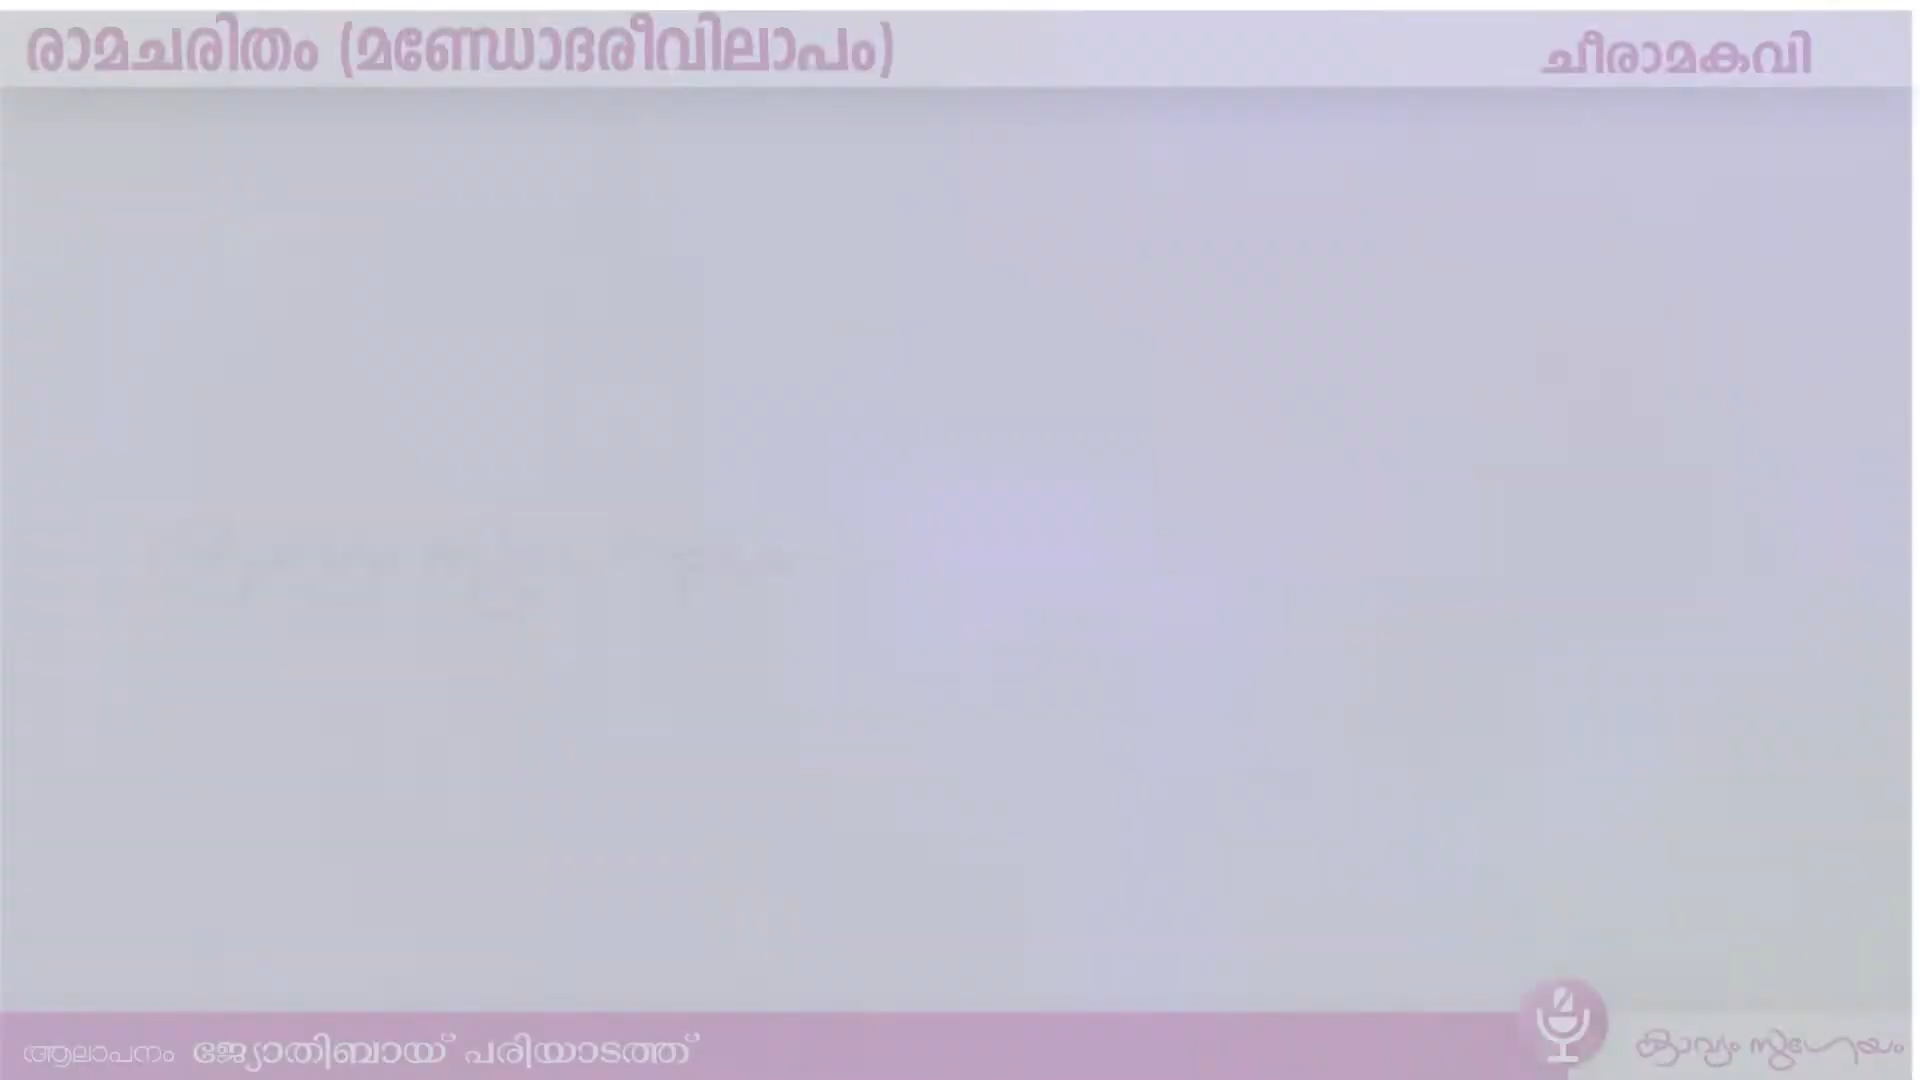 രാമചരിതം (മണ്ഡോദരീവിലാപം)
ചീരാമകവി
ആലാപനം ജ്യോതിബായ് പരിയാടത്ത്
കാവ്യം സുഗേയം